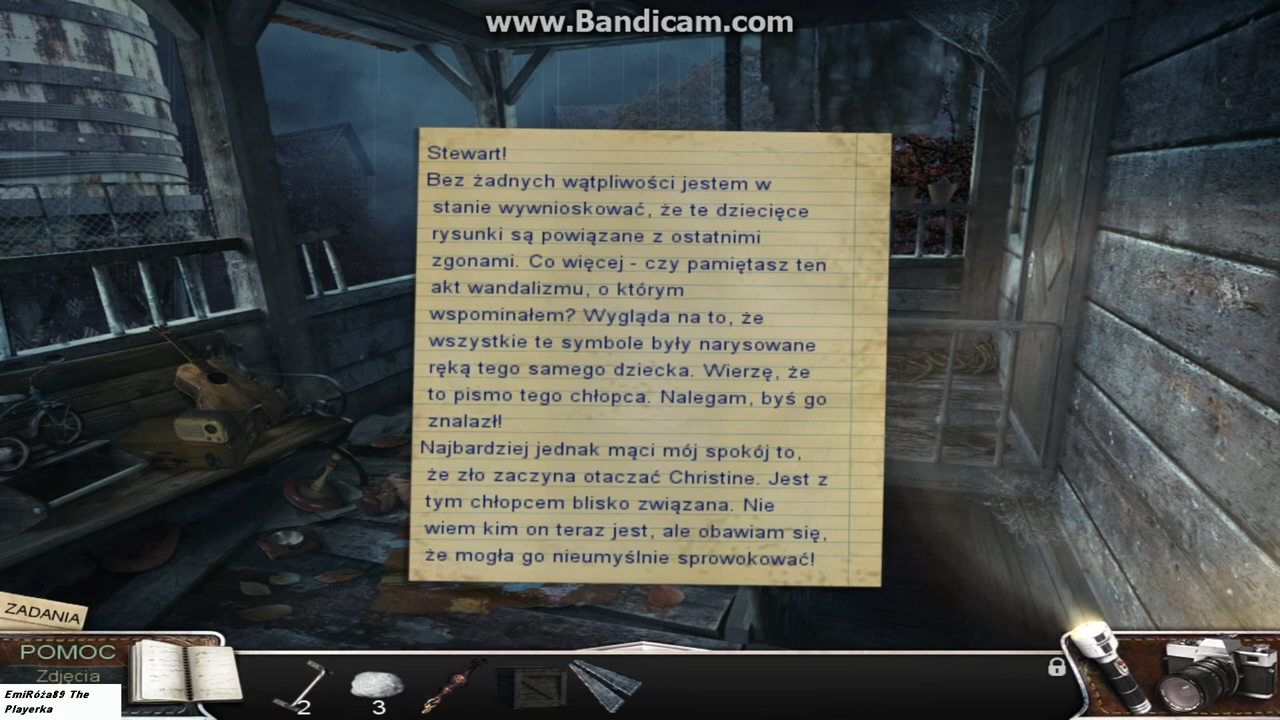 www.Bandicam.com
Stewart!
Bez żadnych wątpliwości jestem w
stanie wywnioskować, że te dziecięce
rysunki są powiązane z ostatnimi
zgonami. Co więcej - czy pamiętasz ten
akt wandalizmu, o którym
wspominałem? Wygląda na to, że
wszystkie te symbole były narysowane
ręką tego samego dziecka. Wierzę, że
to pismo tego chłopca. Nalegam, byś go
znalazł!
Najbardziej jednak mąci mój spokój to,
że zło zaczyna otaczać Christine. Jest z
tym chłopcem blisko związana. Nie
wiem kim on teraz jest, ale obawiam się,
że mogła go nieumyślnie sprowokować!
ZADANIA
POMOC
Zdjęcia
EmiRóża89 The
Playerka
2
3